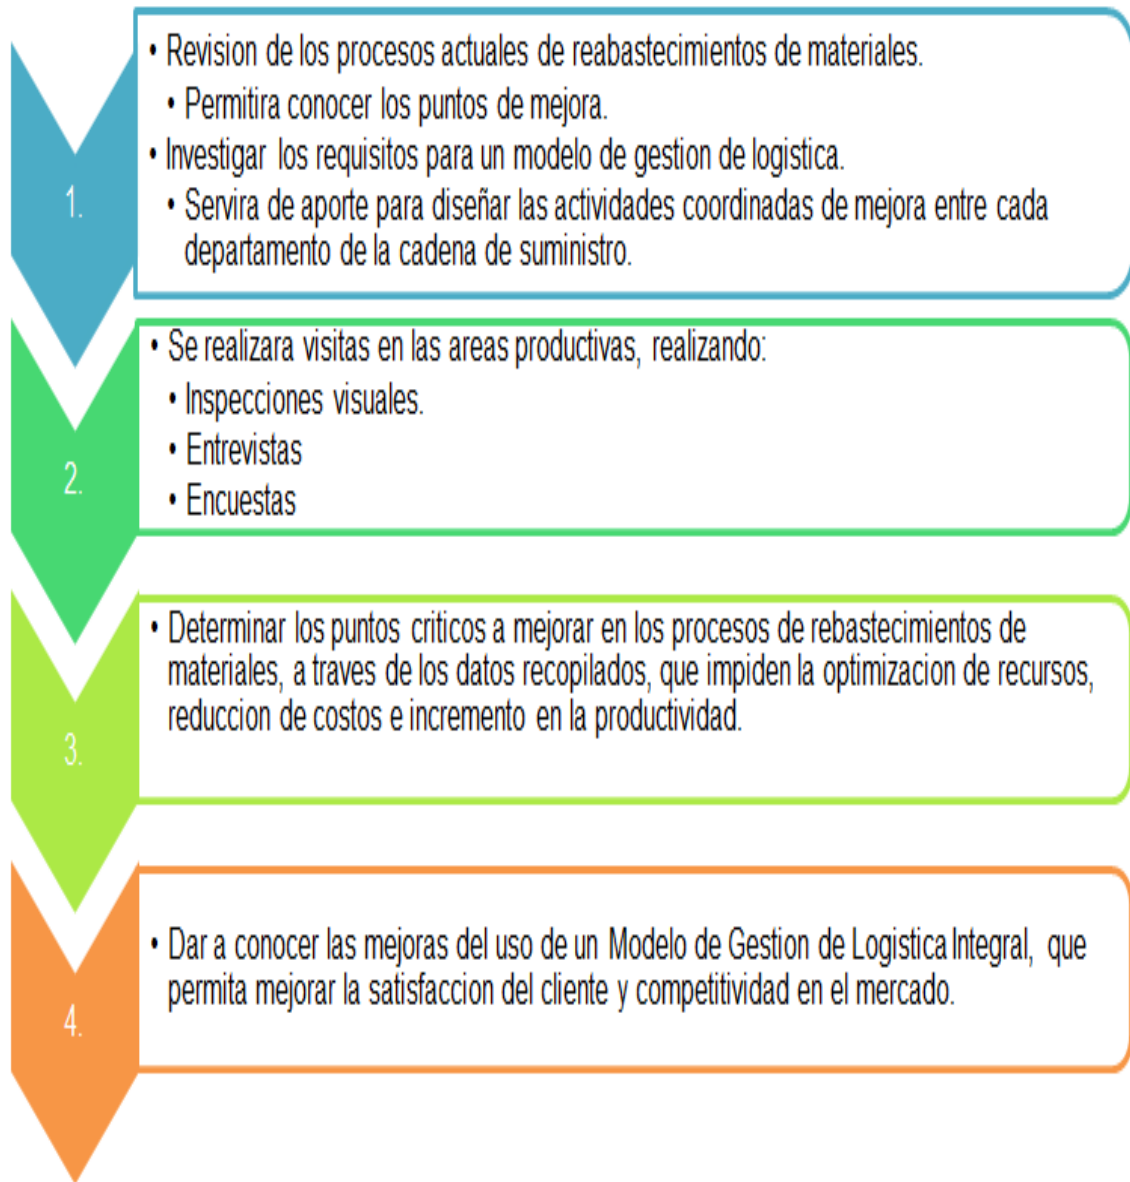 1.
• Revision de los procesos actuales de reabastecimientos de materiales.
• Permitira conocer los puntos de mejora.
• Investigar los requisitos para un modelo de gestion de logistica.
• Servira de aporte para diseñar las actividades coordinadas de mejora entre cada
departamento de la cadena de suministro.
2.
• Se realizara visitas en las areas productivas, realizando:
• Inspecciones visuales.
• Entrevistas
• Encuestas
3.
• Determinar los puntos criticos a mejorar en los procesos de rebastecimientos de
materiales, a traves de los datos recopilados, que impiden la optimizacion de recursos,
reduccion de costos e incremento en la productividad.
4.
• Dar a conocer las mejoras del uso de un Modelo de Gestion de Logistica Integral, que
permita mejorar la satisfaccion del cliente y competitividad en el mercado.